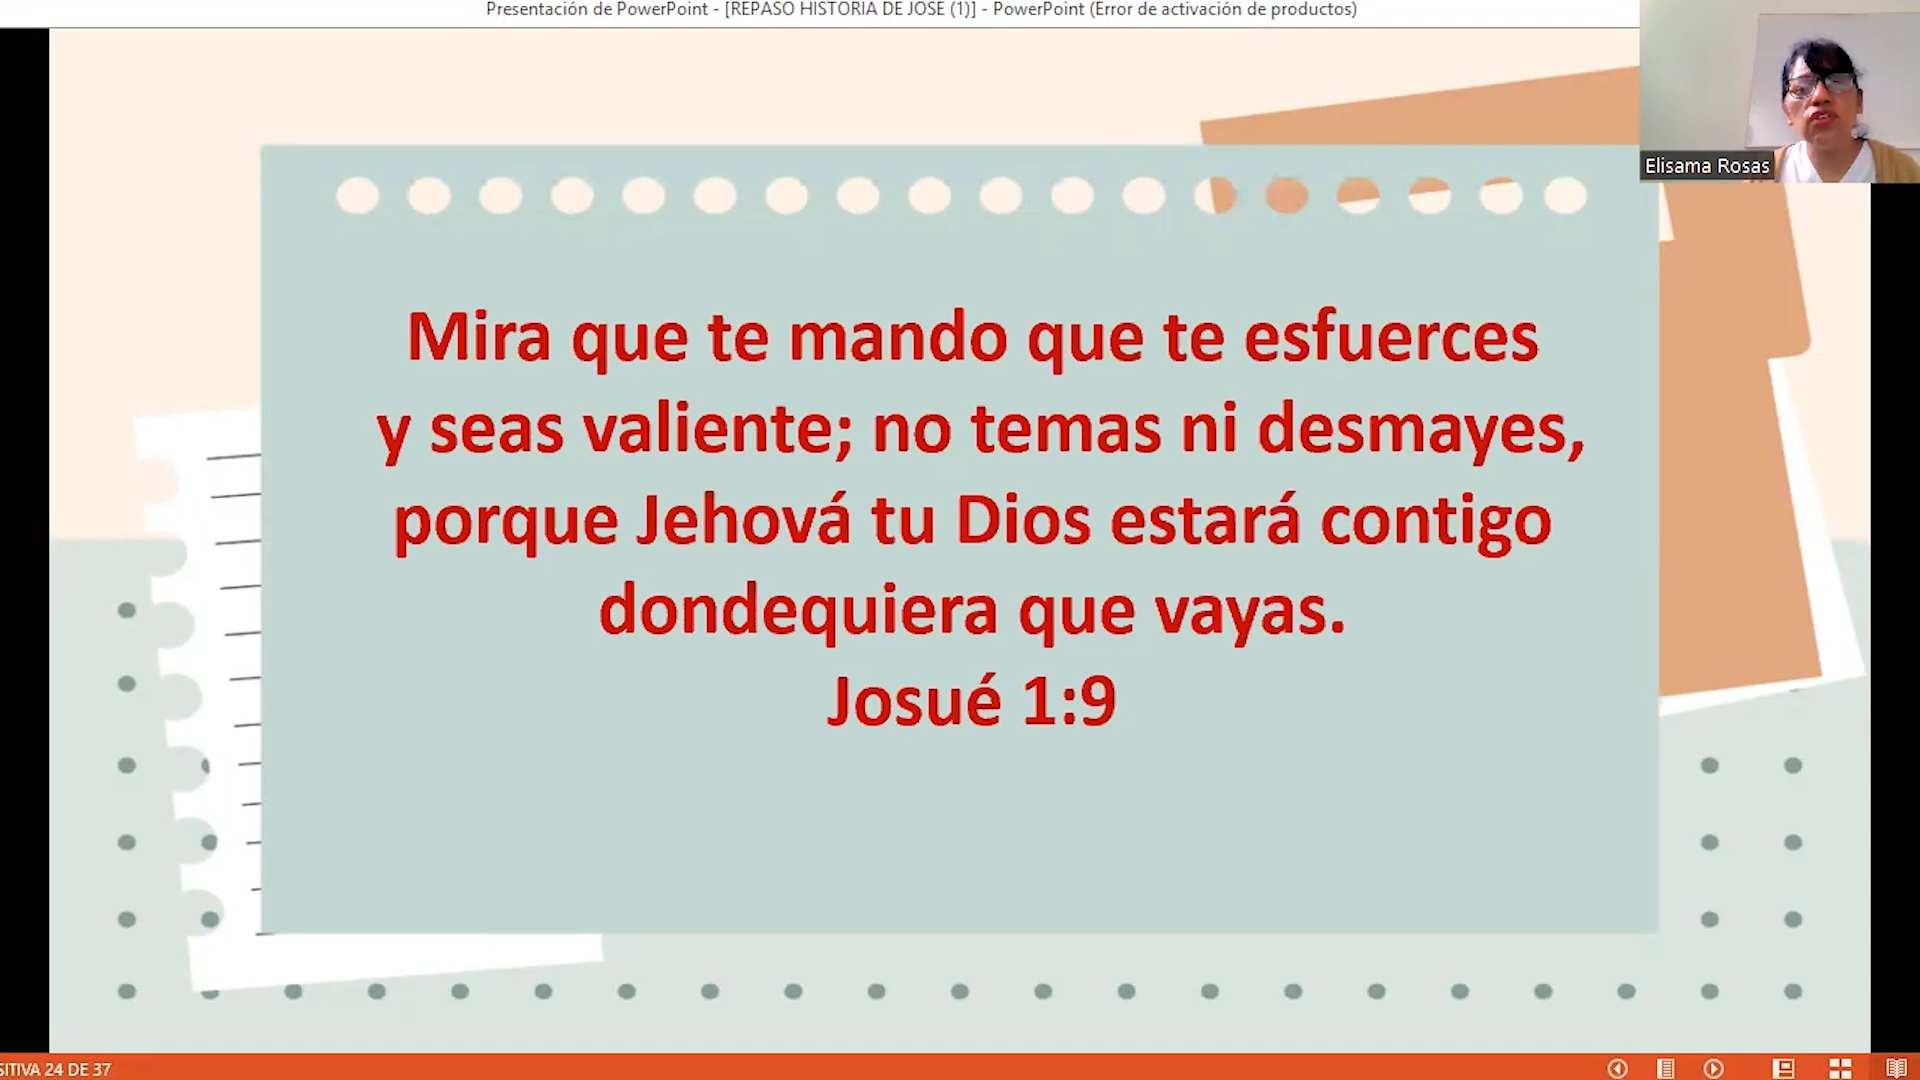 Presentación de PowerPoint - [REPASO HISTORIA DE JOSE (1)] - PowerPoint (Error de activación de productos)
Elisama Rosas
Mira que te mando que te esfuerces
y seas valiente; no temas ni desmayes,
porque Jehová tu Dios estará contigo
dondequiera que vayas.
Josué 1:9
SITIVA 24 DE 37